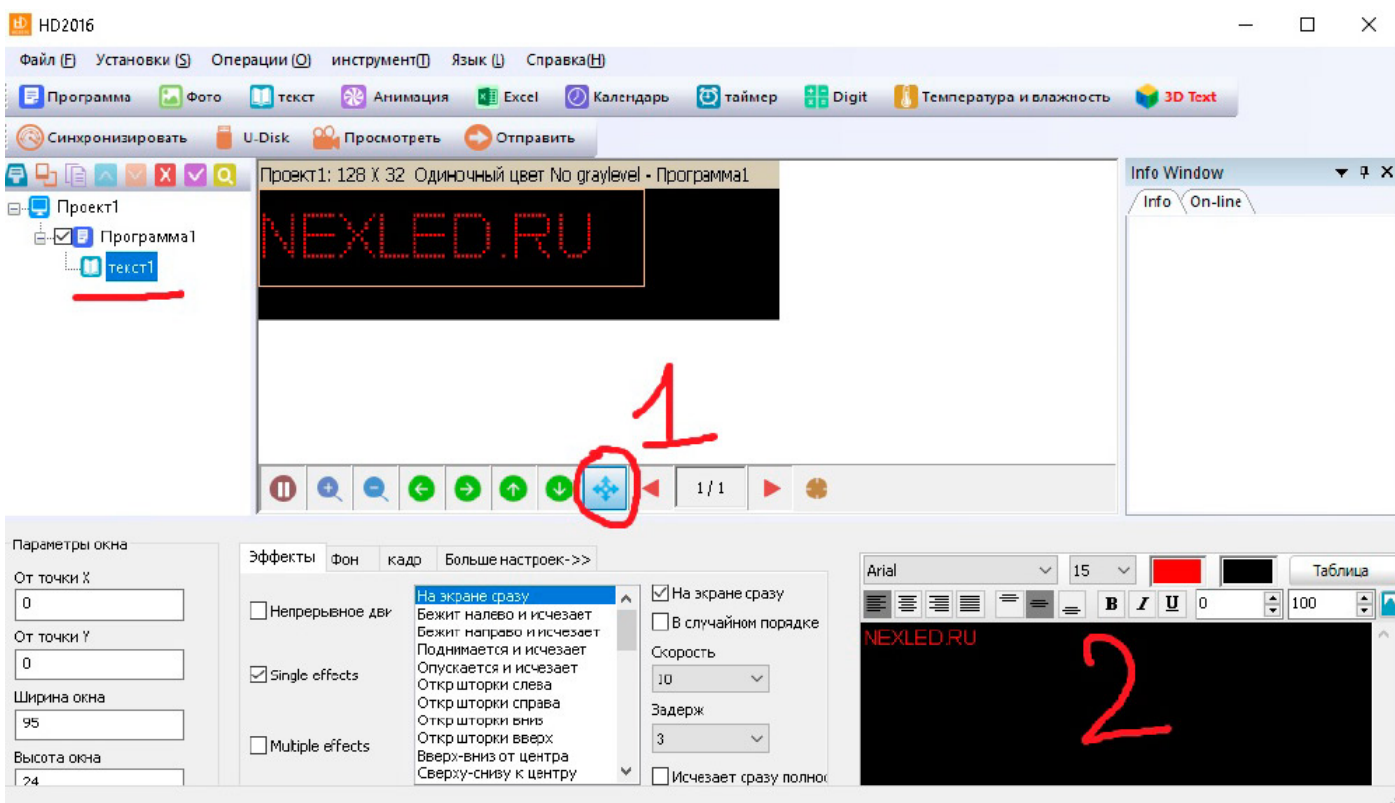 HD2016
Файл (F) Установки (S) Операции (O) инструмент(T) Язык (L) Справка(H)
Программа Фото текст Анимация Excel Календарь таймер Digit Температура и влажность 3D Text
Синхронизировать U-Disk Просмотреть Отправить
Проект1: 128 X 32 Одиночный цвет No graylevel - Программа1
Info Window
Info On-line
Проект1
Программа1
текст1
NEXLED.RU
1
1/1
Параметры окна
От точки X
0
От точки Y
0
Ширина окна
95
Высота окна
24
Эффекты Фон кадр Больше настроек->>
Непрерывное дви
Single effects
Multiple effects
На экране сразу
Бежит налево и исчезает
Бежит направо и исчезает
Поднимается и исчезает
Опускается и исчезает
Откр шторки слева
Откр шторки справа
Откр шторки вниз
Откр шторки вверх
Вверх-вниз от центра
Сверху-снизу к центру
На экране сразу
В случайном порядке
Скорость
10
Задерж
3
Исчезает сразу полнос
Arial 15 Таблица
B I U 0 100
NEXLED.RU
2